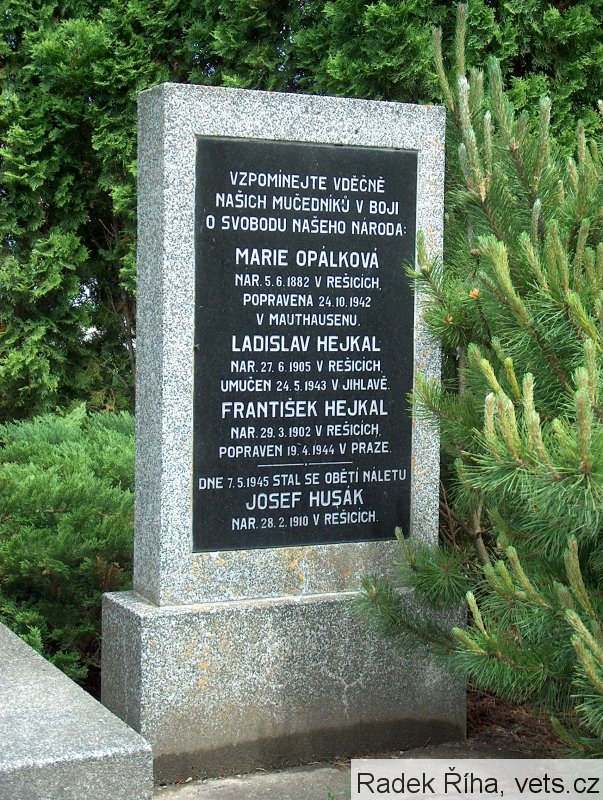 VZPOMÍNEJTE VDĚČNĚ
NAŠICH MUČEDNÍKŮ V BOJI
O SVOBODU NAŠEHO NÁRODA:
MARIE OPÁLKOVÁ
NAR. 5.6.1882 V REŠICÍCH,
POPRAVENA 24.10.1942
V MAUTHAUSENU.
LADISLAV HEJKAL
NAR. 27.6.1905 V REŠICÍCH.
UMUČEN 24.5.1943 V JIHLAVĚ.
FRANTIŠEK HEJKAL
NAR. 29.3.1902 V REŠICÍCH,
POPRAVEN 19.4.1944 V PRAZE.
DNE 7.5.1945 STAL SE OBĚTÍ NÁLETU
JOSEF HUSÁK
NAR. 28.2.1910 V REŠICÍCH.
Radek Říha, vets.cz